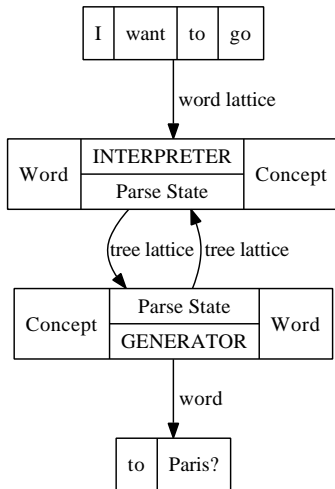 I want to go
word lattice
INTERPRETER
Word Concept
Parse State
tree lattice tree lattice
Parse State
Concept Word
GENERATOR
word
to Paris?